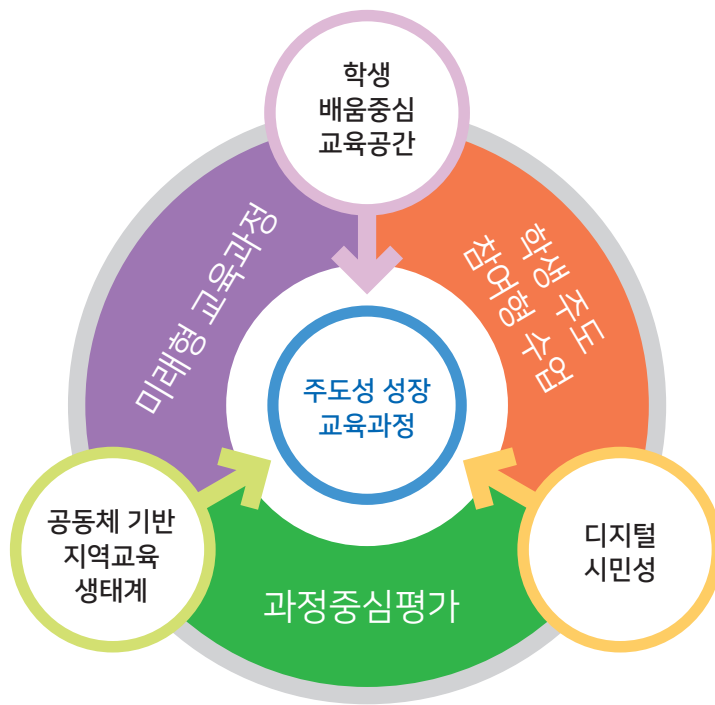 학생
배움중심
교육공간
미래형 교육과정
학생 주도
참여형 수업
주도성 성장
교육과정
공동체 기반
지역교육
생태계
디지털
시민성
과정중심평가